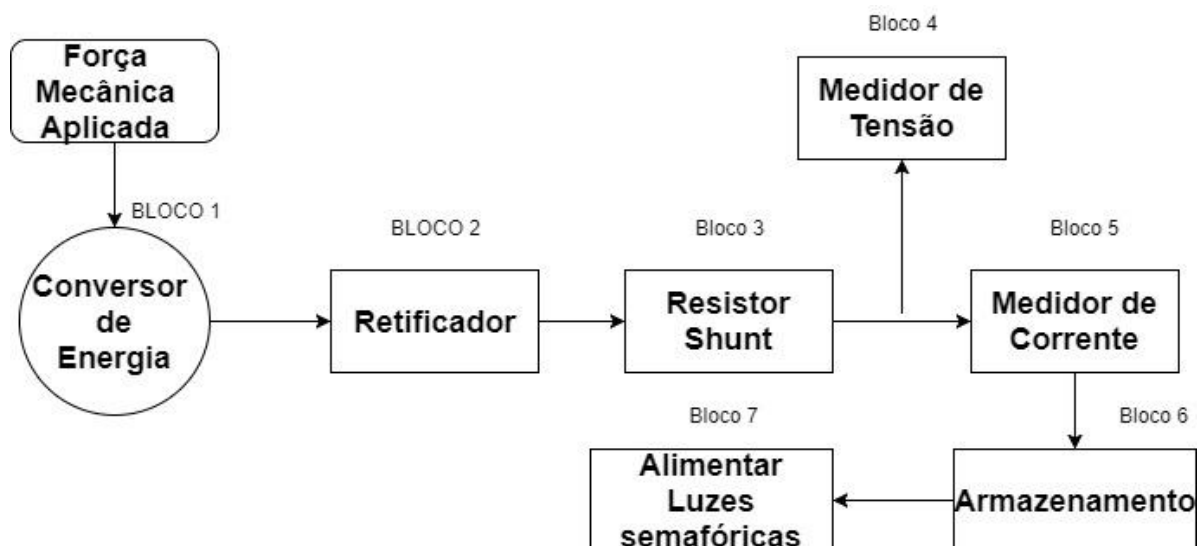 Força
Mecânica
Aplicada
BLOCO 1
Conversor
de
Energia
BLOCO 2
Retificador
Bloco 3
Resistor
Shunt
Bloco 4
Medidor de
Tensão
Bloco 5
Medidor de
Corrente
Bloco 6
Armazenamento
Bloco 7
Alimentar
Luzes
semafóricas